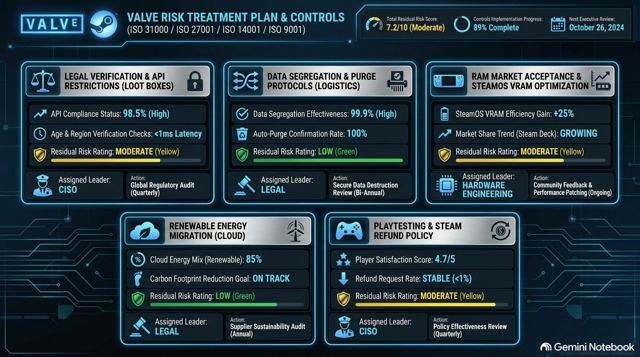 VALVE
VALVE RISK TREATMENT PLAN & CONTROLS
(ISO 31000 / ISO 27001 / ISO 14001 / ISO 9001)
Total Residual Risk Score:
7.2/10 (Moderate)
Controls Implementation Progress:
89% Complete
Next Executive Review:
October 26, 2024
LEGAL VERIFICATION & API
RESTRICTIONS (LOOT BOXES)
API Compliance Status: 98.5% (High)
Age & Region Verification Checks: <1ms Latency
Residual Risk Rating: MODERATE (Yellow)
Assigned Leader:
CISO
Action:
Global Regulatory Audit
(Quarterly)
DATA SEGREGATION & PURGE
PROTOCOLS (LOGISTICS)
Data Segregation Effectiveness: 99.9% (High)
Auto-Purge Confirmation Rate: 100%
Residual Risk Rating: LOW (Green)
Assigned Leader:
LEGAL
Action:
Secure Data Destruction
Review (Bi-Annual)
RAM MARKET ACCEPTANCE &
STEAMOS VRAM OPTIMIZATION
SteamOS VRAM Efficiency Gain: +25%
Market Share Trend (Steam Deck): GROWING
Residual Risk Rating: MODERATE (Yellow)
Assigned Leader:
HARDWARE
ENGINEERING
Action:
Community Feedback &
Performance Patching (Ongoing)
RENEWABLE ENERGY
MIGRATION (CLOUD)
Cloud Energy Mix (Renewable): 85%
Carbon Footprint Reduction Goal: ON TRACK
Residual Risk Rating: LOW (Green)
Assigned Leader:
LEGAL
Action:
Supplier Sustainability Audit
(Annual)
PLAYTESTING & STEAM
REFUND POLICY
Player Satisfaction Score: 4.7/5
Refund Request Rate: STABLE (<1%)
Residual Risk Rating: MODERATE (Yellow)
Assigned Leader:
CISO
Action:
Policy Effectiveness Review
(Quarterly)
Gemini Notebook